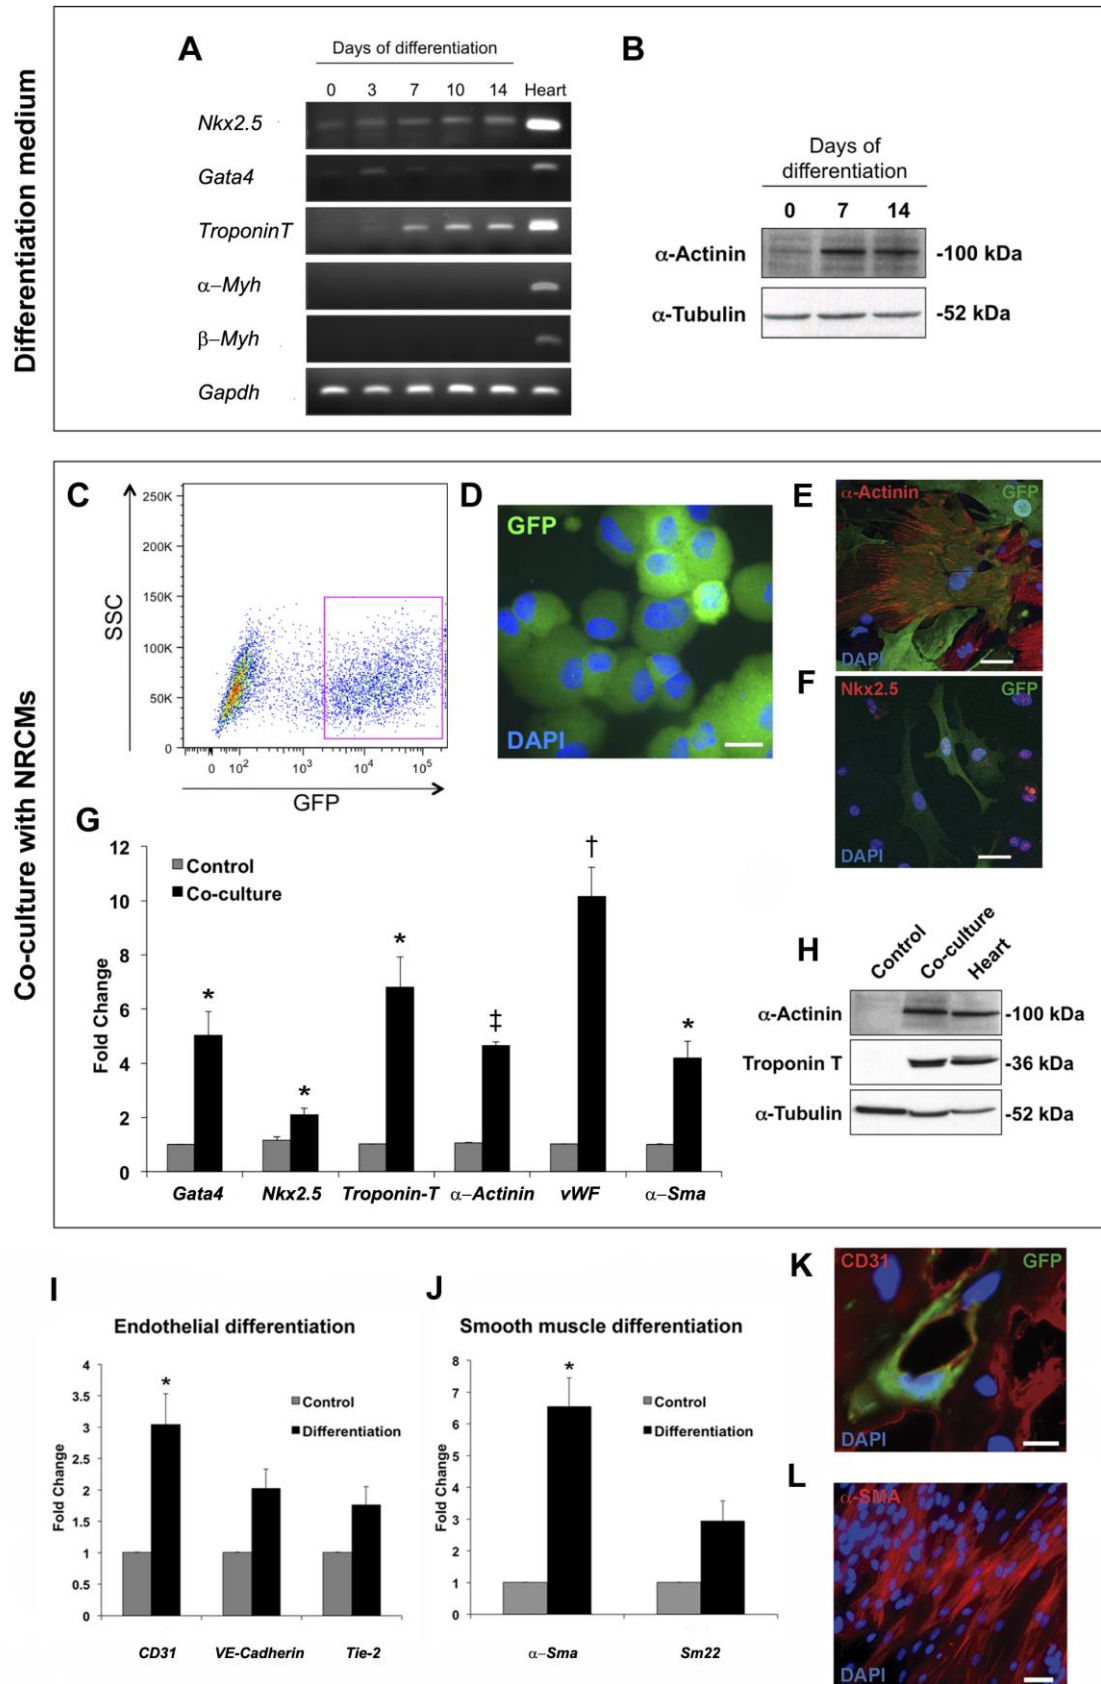 Differentiation medium
A
Days of differentiation
0 3 7 10 14 Heart
Nkx2.5
Gata4
TroponinT
α–Myh
β–Myh
Gapdh
B
Days of
differentiation
0 7 14
α-Actinin -100 kDa
α-Tubulin -52 kDa
Co-culture with NRCMs
C
250K
200K
150K
100K
50K
0
SSC
0 10² 10³ 10⁴ 10⁵
GFP
D
GFP
DAPI
E
α-Actinin GFP
DAPI
F
Nkx2.5 GFP
DAPI
G
Control
Co-culture
12
10
8
6
4
2
0
Fold Change
* * * ‡ † *
Gata4 Nkx2.5 Troponin-T α–Actinin vWF α–Sma
H
Control Co-culture Heart
α-Actinin -100 kDa
Troponin T -36 kDa
α-Tubulin -52 kDa
I
Endothelial differentiation
4
3.5
3
2.5
2
1.5
1
0.5
0
Fold Change
*
Control
Differentiation
CD31 VE-Cadherin Tie-2
J
Smooth muscle differentiation
8
7
6
5
4
3
2
1
0
Fold Change
*
Control
Differentiation
α–Sma Sm22
K
CD31 GFP
DAPI
L
α-SMA
DAPI